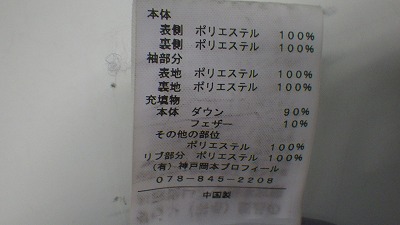 本体
表側 ポリエステル 100%
裏側 ポリエステル 100%
袖部分
表地 ポリエステル 100%
裏地 ポリエステル 100%
充填物
本体 ダウン 90%
フェザー 10%
その他の部位
ポリエステル 100%
リブ部分 ポリエステル 100%
(有)神戸岡本プロフィール
078-845-2208
中国製